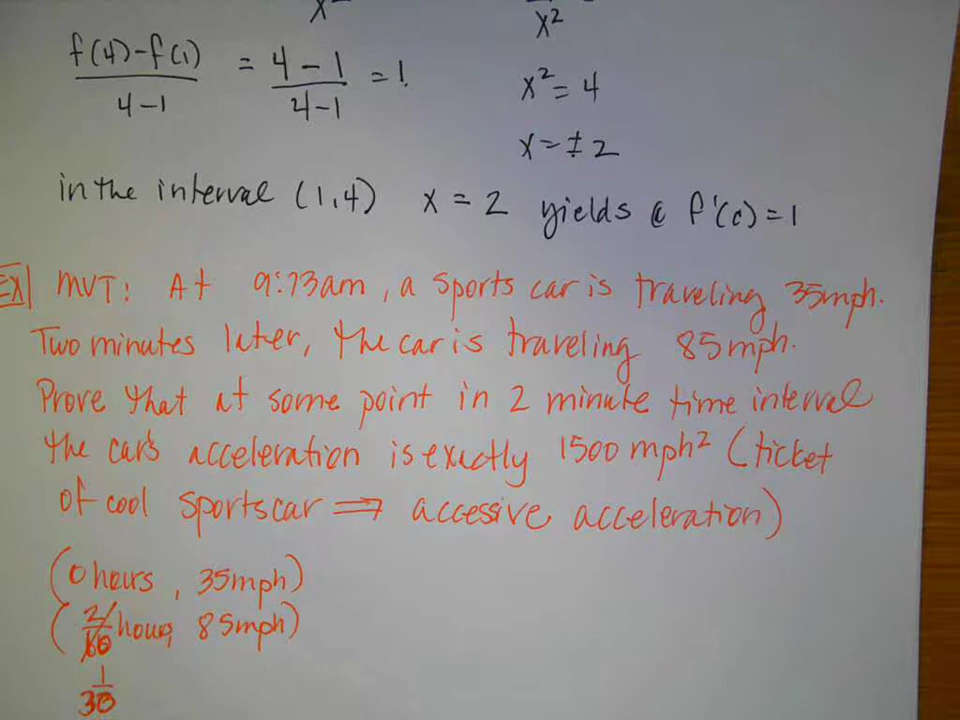 x²
x²
f(4)-f(1) / 4-1 = 4-1 / 4-1 = 1.
x² = 4
x = ±2
in the interval (1,4) x = 2 yields @ f'(c) = 1
EX MVT: At 9:73am, a sports car is traveling 35mph.
Two minutes later, the car is traveling 85mph.
Prove that at some point in 2 minute time interval
the car's acceleration is exactly 1500 mph² (ticket
of cool sportscar ⟹ accessive acceleration)
(0 hours, 35mph)
(2/60 hour, 85mph)
1/30